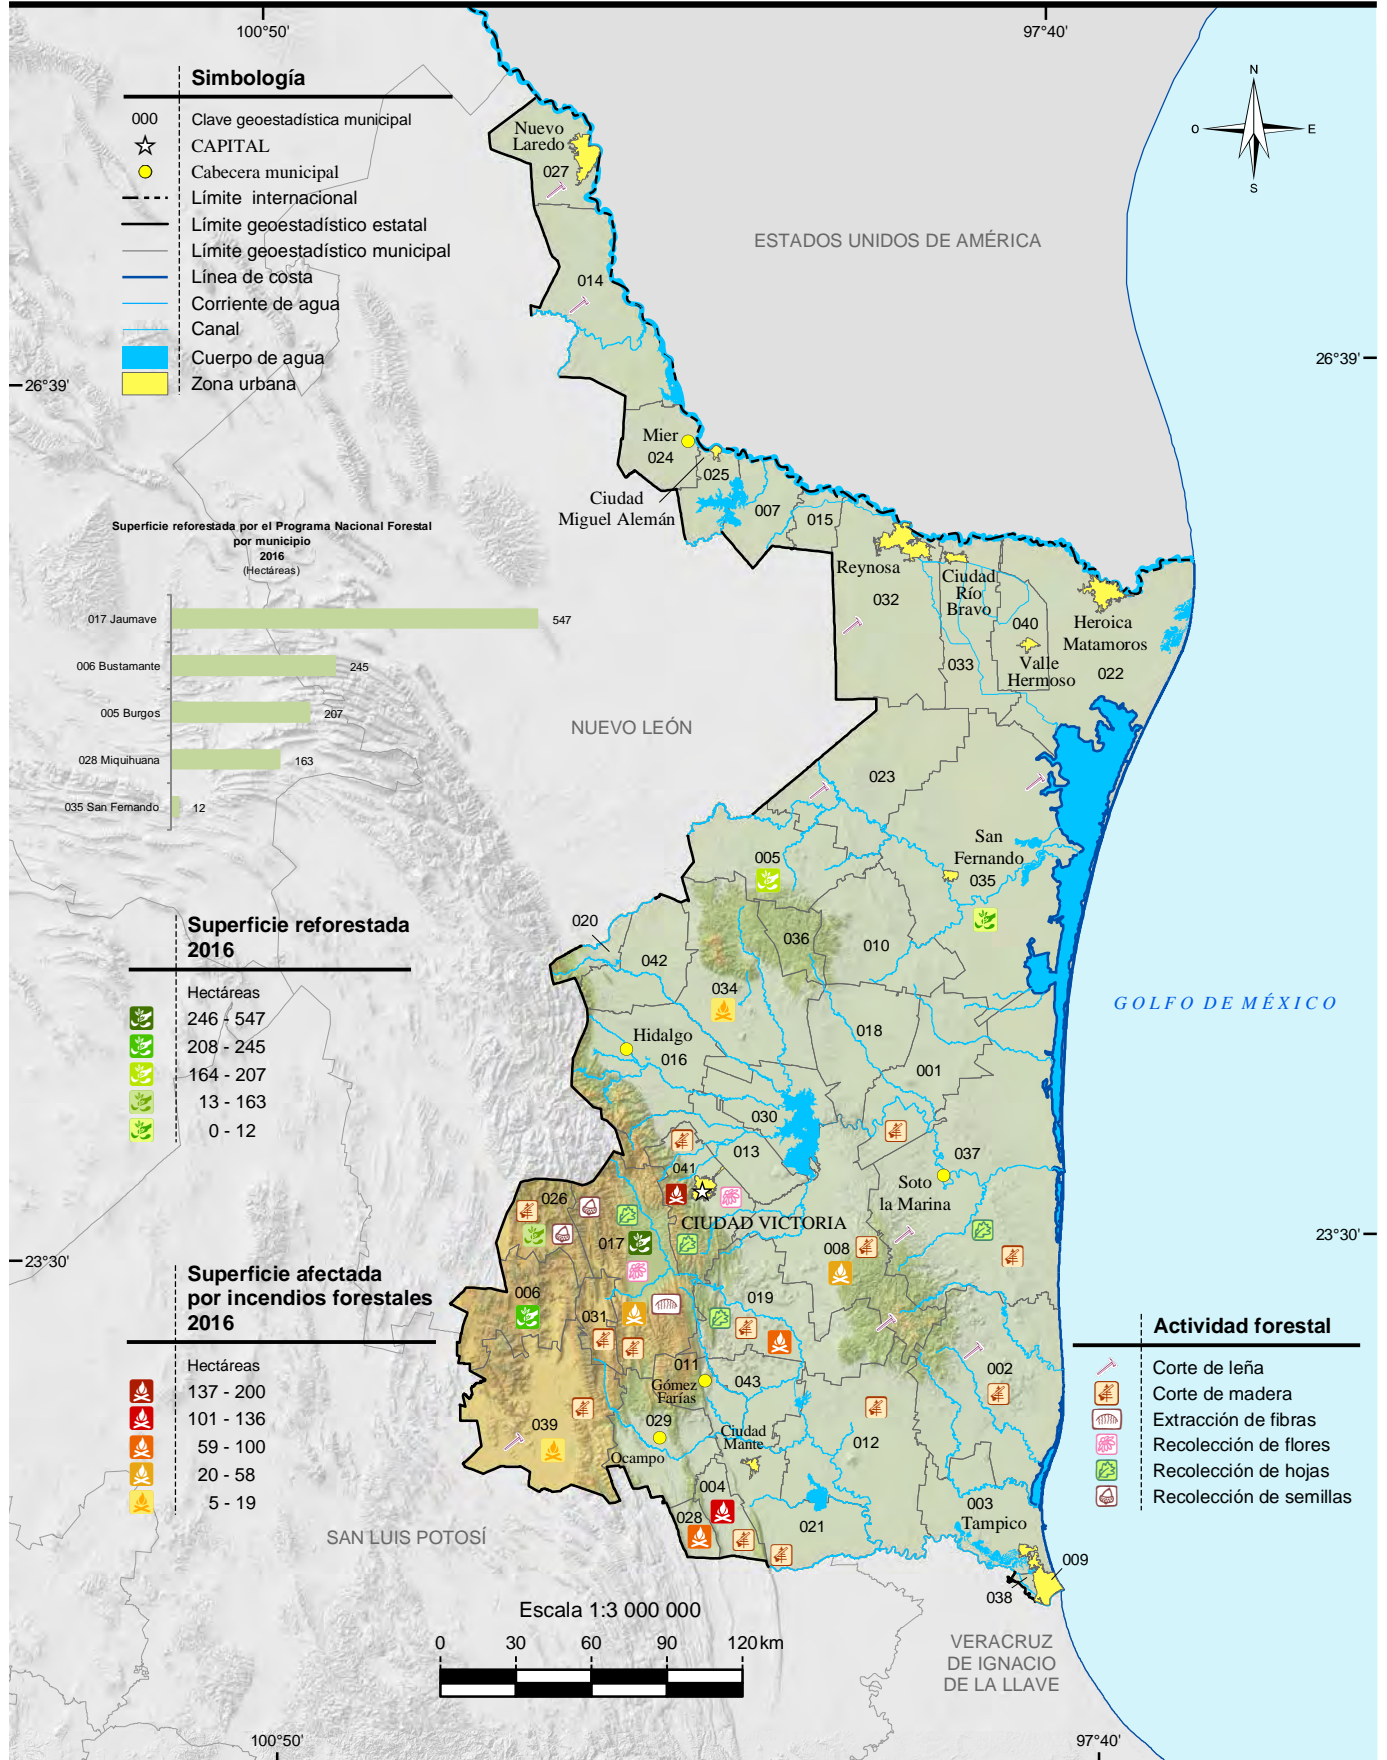 100°50'
97°40'
Simbología
000 Clave geoestadística municipal
CAPITAL
Cabecera municipal
Límite internacional
Límite geoestadístico estatal
Límite geoestadístico municipal
Línea de costa
Corriente de agua
Canal
Cuerpo de agua
Zona urbana
N
O
E
S
ESTADOS UNIDOS DE AMÉRICA
Nuevo
Laredo
027
014
26°39'
26°39'
Mier
024
025
Ciudad
Miguel Alemán
007
015
Reynosa
032
Ciudad
Río
Bravo
033
040
Valle
Hermoso
Heroica
Matamoros
022
Superficie reforestada por el Programa Nacional Forestal
por municipio
2016
(Hectáreas)
017 Jaumave 547
006 Bustamante 245
005 Burgos 207
028 Miquihuana 163
035 San Fernando 12
NUEVO LEÓN
023
San
Fernando
035
005
020
042
036
010
034
GOLFO DE MÉXICO
Hidalgo
016
018
001
030
013
041
037
Soto
la Marina
CIUDAD VICTORIA
026
017
008
006
031
019
011
Gómez
Farías
043
002
029
Ocampo
Ciudad
Mante
012
039
004
028
021
003
Tampico
009
038
Superficie reforestada
2016
Hectáreas
246 - 547
208 - 245
164 - 207
13 - 163
0 - 12
23°30'
23°30'
Superficie afectada
por incendios forestales
2016
Hectáreas
137 - 200
101 - 136
59 - 100
20 - 58
5 - 19
Actividad forestal
Corte de leña
Corte de madera
Extracción de fibras
Recolección de flores
Recolección de hojas
Recolección de semillas
SAN LUIS POTOSÍ
VERACRUZ
DE IGNACIO
DE LA LLAVE
Escala 1:3 000 000
0 30 60 90 120 km
100°50'
97°40'